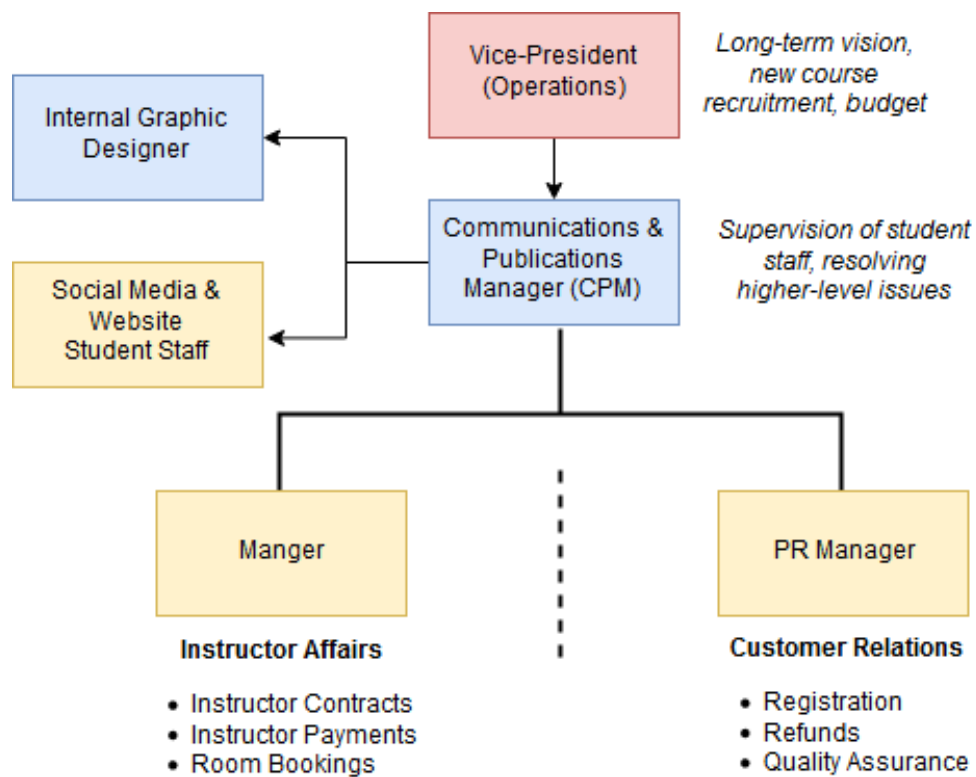 Vice-President
(Operations)
Long-term vision,
new course
recruitment, budget
Internal Graphic
Designer
Communications &
Publications
Manager (CPM)
Supervision of student
staff, resolving
higher-level issues
Social Media &
Website
Student Staff
Manger
PR Manager
Instructor Affairs
• Instructor Contracts
• Instructor Payments
• Room Bookings
Customer Relations
• Registration
• Refunds
• Quality Assurance